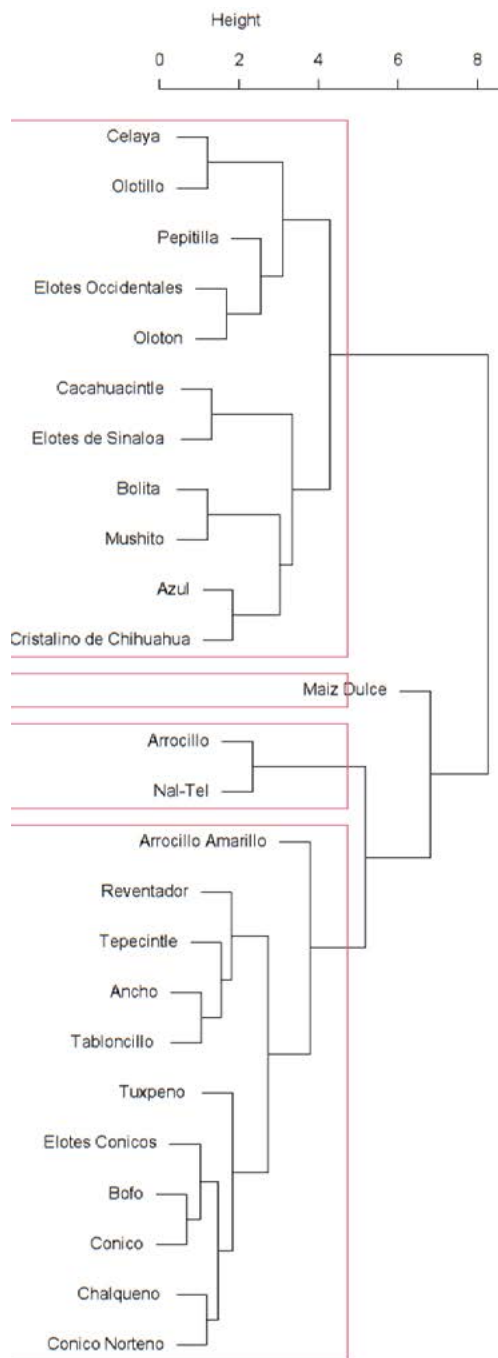 Height
0 2 4 6 8
Celaya
Olotillo
Pepitilla
Elotes Occidentales
Oloton
Cacahuacintle
Elotes de Sinaloa
Bolita
Mushito
Azul
Cristalino de Chihuahua
Maiz Dulce
Arrocillo
Nal-Tel
Arrocillo Amarillo
Reventador
Tepecintle
Ancho
Tabloncillo
Tuxpeno
Elotes Conicos
Bofo
Conico
Chalqueno
Conico Norteno